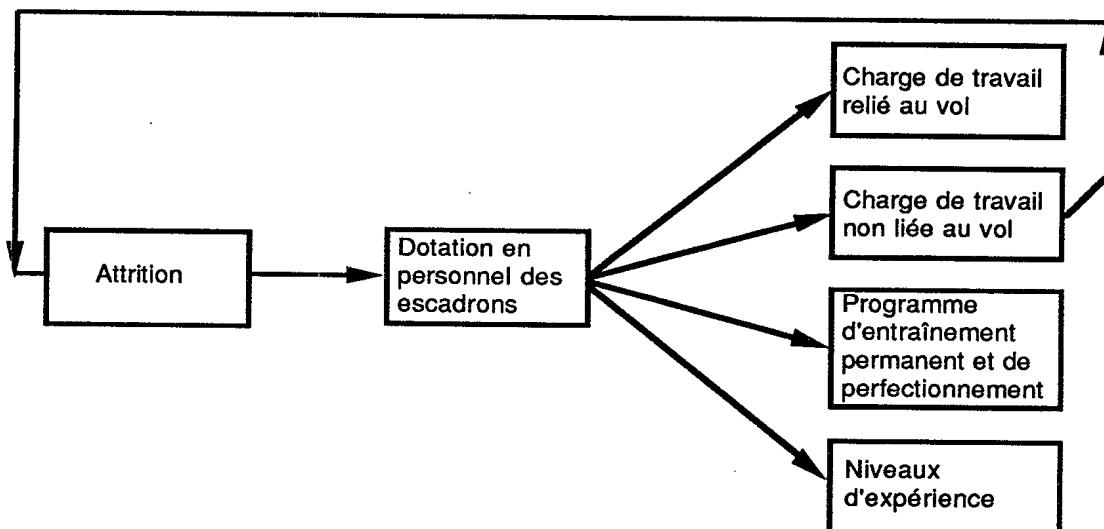 Charge de travail
relié au vol
Charge de travail
non liée au vol
Attrition
Dotation en
personnel des
escadrons
Programme
d'entraînement
permanent et de
perfectionnement
Niveaux
d'expérience